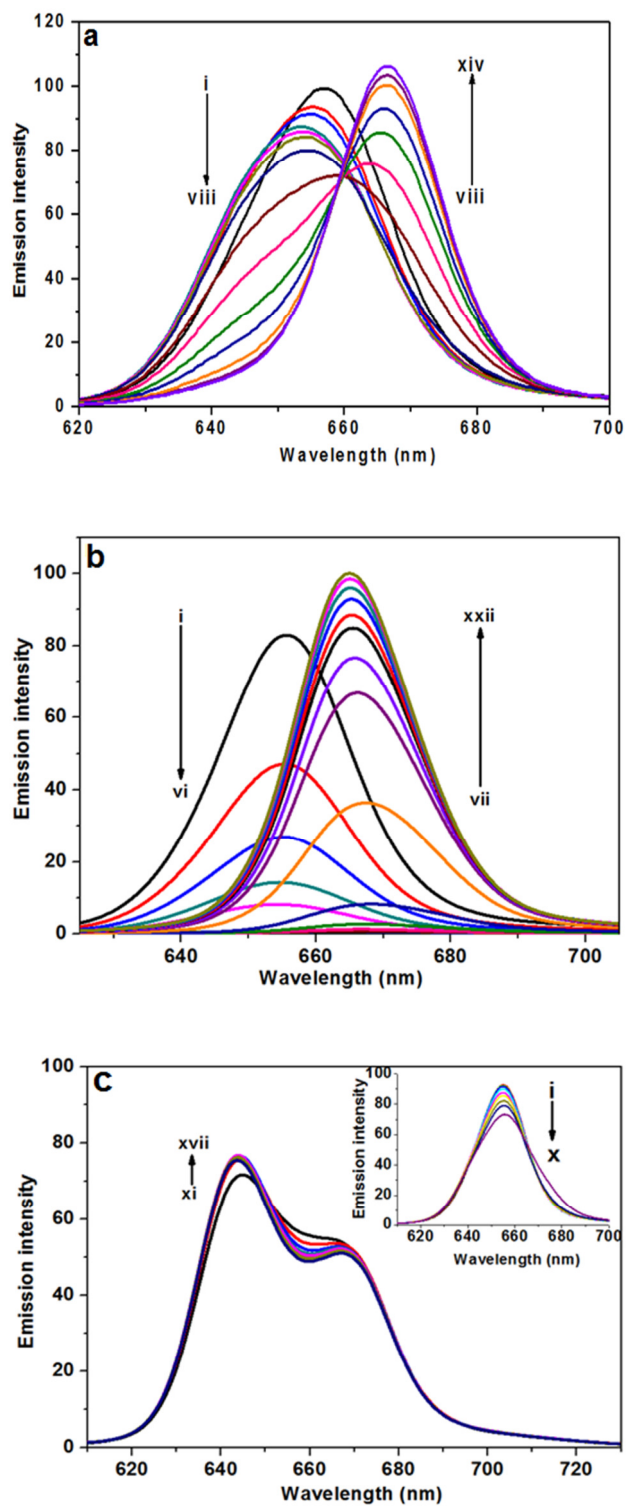 a
120
100
80
60
40
20
0
Emission intensity
i
viii
xiv
viii
620 640 660 680 700
Wavelength (nm)
b
100
80
60
40
20
0
Emission intensity
i
vi
xxii
vii
640 660 680 700
Wavelength (nm)
C
100
80
60
40
20
0
Emission intensity
xvii
xi
100
90
80
60
40
20
0
Emission intensity
i
x
620 640 660 680 700
Wavelength (nm)
620 640 660 680 700 720
Wavelength (nm)